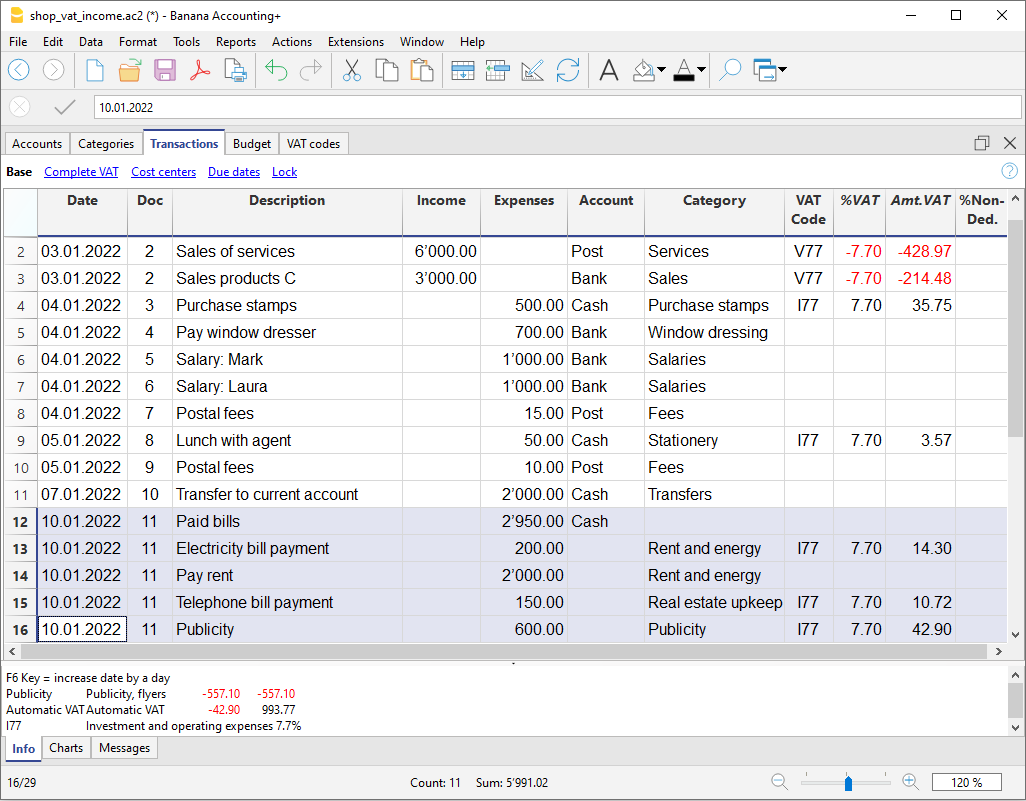 shop_vat_income.ac2 (*) - Banana Accounting+
File Edit Data Format Tools Reports Actions Extensions Window Help
10.01.2022
Accounts Categories Transactions Budget VAT codes
Base Complete VAT Cost centers Due dates Lock ?
Date Doc Description Income Expenses Account Category VAT Code %VAT Amt.VAT %Non-Ded.
2 03.01.2022 2 Sales of services 6’000.00 Post Services V77 -7.70 -428.97
3 03.01.2022 2 Sales products C 3’000.00 Bank Sales V77 -7.70 -214.48
4 04.01.2022 3 Purchase stamps 500.00 Cash Purchase stamps I77 7.70 35.75
5 04.01.2022 4 Pay window dresser 700.00 Bank Window dressing
6 04.01.2022 5 Salary: Mark 1’000.00 Bank Salaries
7 04.01.2022 6 Salary: Laura 1’000.00 Bank Salaries
8 04.01.2022 7 Postal fees 15.00 Post Fees
9 05.01.2022 8 Lunch with agent 50.00 Cash Stationery I77 7.70 3.57
10 05.01.2022 9 Postal fees 10.00 Post Fees
11 07.01.2022 10 Transfer to current account 2’000.00 Cash Transfers
12 10.01.2022 11 Paid bills 2’950.00 Cash
13 10.01.2022 11 Electricity bill payment 200.00 Rent and energy I77 7.70 14.30
14 10.01.2022 11 Pay rent 2’000.00 Rent and energy
15 10.01.2022 11 Telephone bill payment 150.00 Real estate upkeep I77 7.70 10.72
16 10.01.2022 11 Publicity 600.00 Publicity I77 7.70 42.90
F6 Key = increase date by a day
Publicity Publicity, flyers -557.10 -557.10
Automatic VAT Automatic VAT -42.90 993.77
I77 Investment and operating expenses 7.7%
Info Charts Messages
16/29 Count: 11 Sum: 5’991.02 120 %